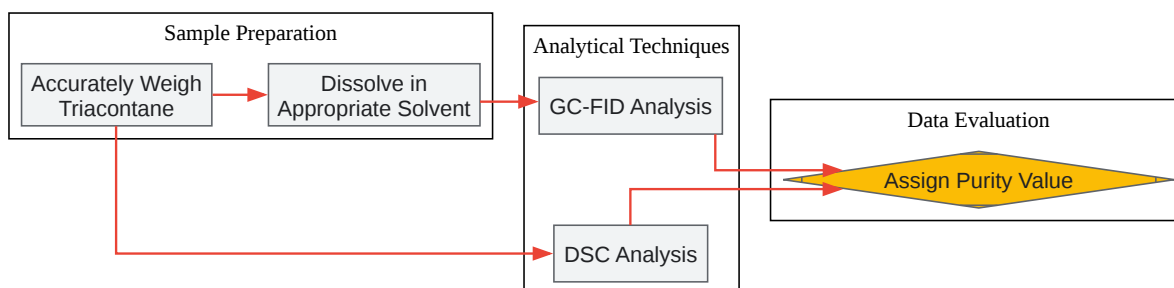 Sample Preparation
Accurately Weigh
Triacontane
Dissolve in
Appropriate Solvent
Analytical Techniques
GC-FID Analysis
DSC Analysis
Data Evaluation
Assign Purity Value